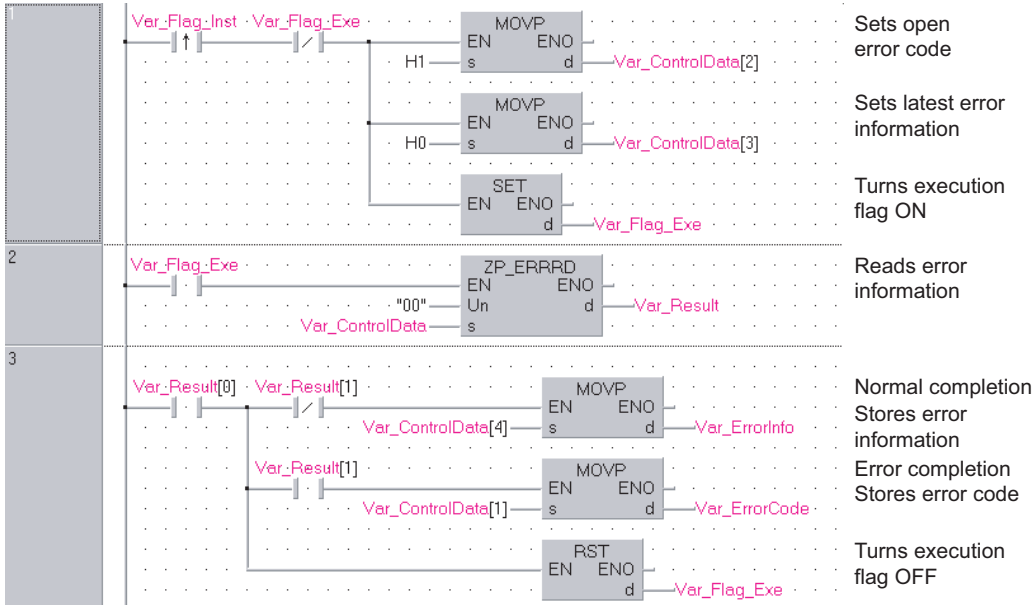 1
Var_Flag_Inst Var_Flag_Exe
MOVP
EN ENO
H1 s d Var_ControlData[2]
Sets open
error code
MOVP
EN ENO
H0 s d Var_ControlData[3]
Sets latest error
information
SET
EN ENO
d Var_Flag_Exe
Turns execution
flag ON
2
Var_Flag_Exe
ZP_ERRRD
EN ENO
"00" Un d Var_Result
Var_ControlData s
Reads error
information
3
Var_Result[0] Var_Result[1]
MOVP
EN ENO
Var_ControlData[4] s d Var_ErrorInfo
Normal completion
Stores error
information
Var_Result[1]
MOVP
EN ENO
Var_ControlData[1] s d Var_ErrorCode
Error completion
Stores error code
RST
EN ENO
d Var_Flag_Exe
Turns execution
flag OFF